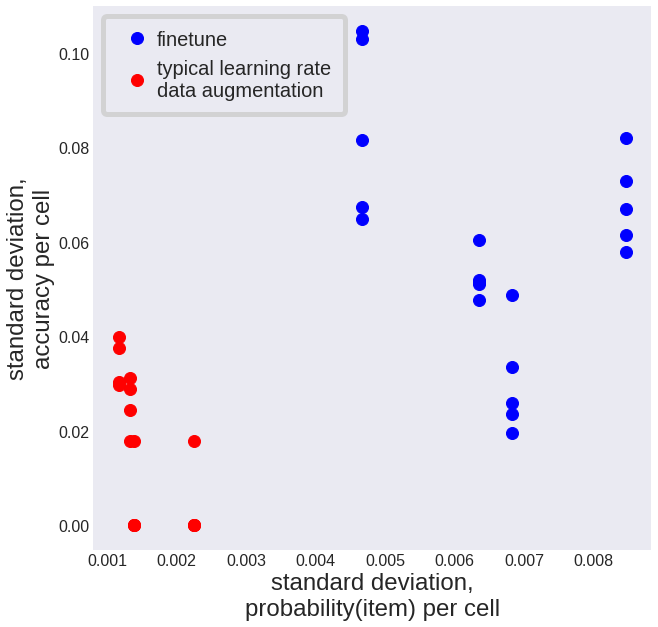 finetune
typical learning rate
data augmentation
standard deviation,
accuracy per cell
0.10
0.08
0.06
0.04
0.02
0.00
0.001 0.002 0.003 0.004 0.005 0.006 0.007 0.008
standard deviation,
probability(item) per cell